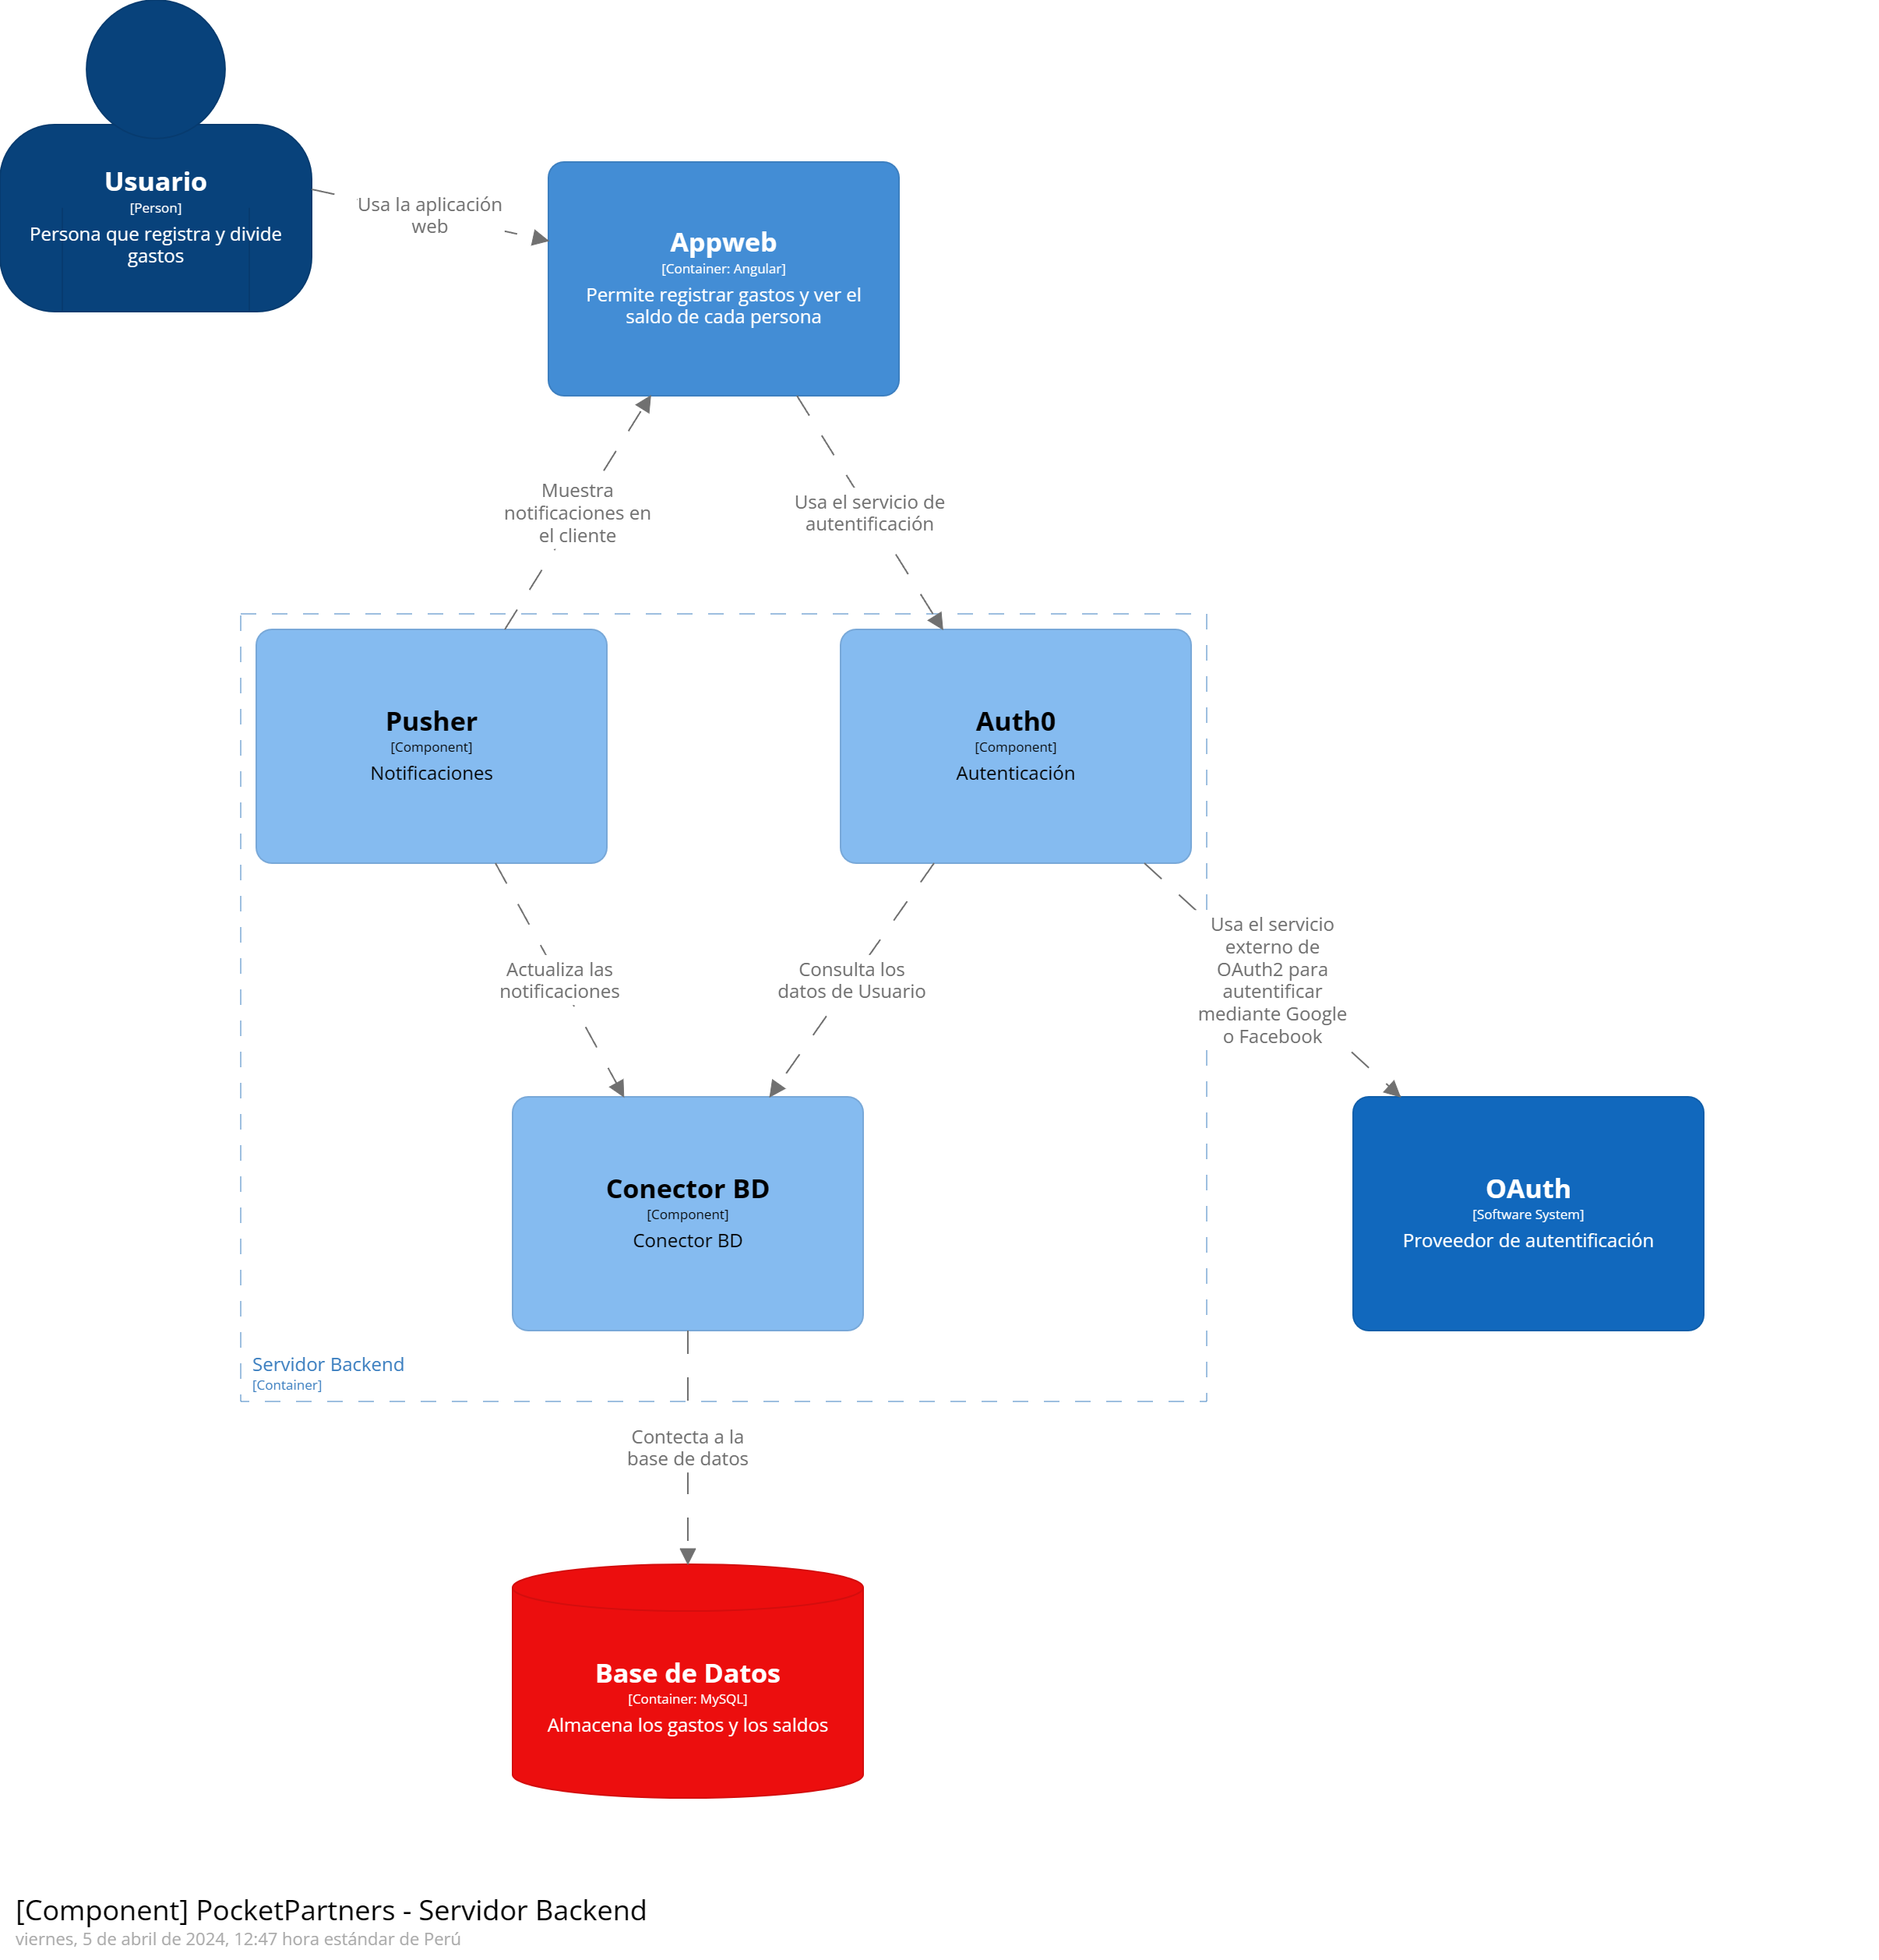 Usuario
[Person]
Persona que registra y divide
gastos
Usa la aplicación
web
Appweb
[Container: Angular]
Permite registrar gastos y ver el
saldo de cada persona
Muestra
notificaciones en
el cliente
Usa el servicio de
autentificación
Pusher
[Component]
Notificaciones
Auth0
[Component]
Autenticación
Actualiza las
notificaciones
Consulta los
datos de Usuario
Usa el servicio
externo de
OAuth2 para
autentificar
mediante Google
o Facebook
Conector BD
[Component]
Conector BD
OAuth
[Software System]
Proveedor de autentificación
Servidor Backend
[Container]
Contecta a la
base de datos
Base de Datos
[Container: MySQL]
Almacena los gastos y los saldos
[Component] PocketPartners - Servidor Backend
viernes, 5 de abril de 2024, 12:47 hora estándar de Perú